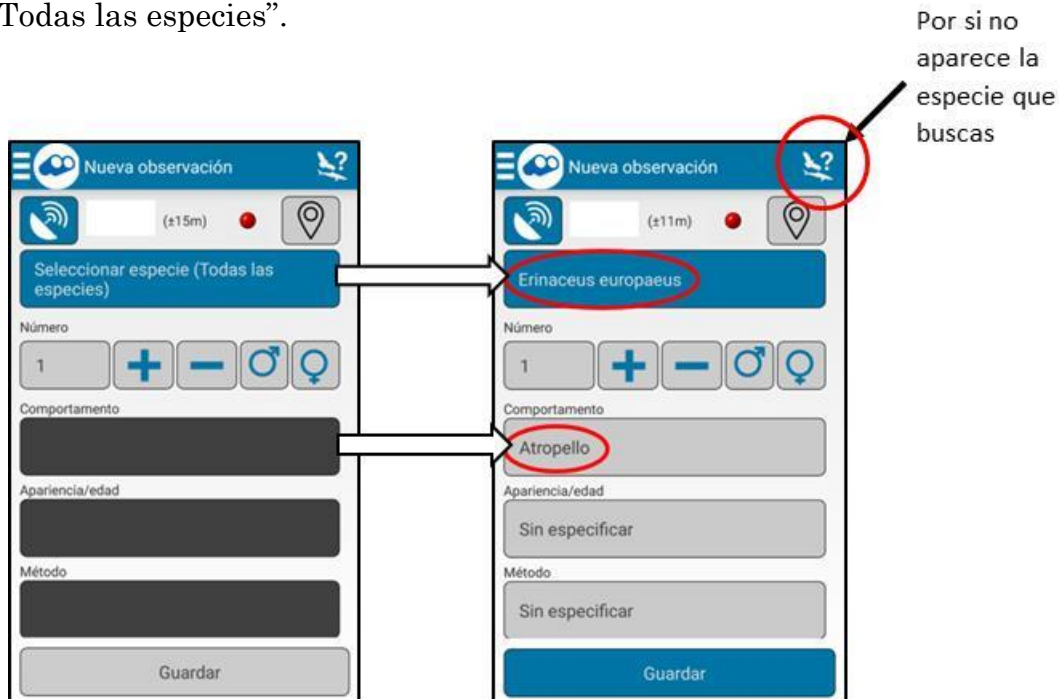 Todas las especies”.
Por si no
aparece la
especie que
buscas
Nueva observación
(±15m)
Seleccionar especie (Todas las
especies)
Número
1
Comportamento
Apariencia/edad
Método
Guardar
Nueva observación
(±11m)
Erinaceus europaeus
Número
1
Comportamento
Atropello
Apariencia/edad
Sin especificar
Método
Sin especificar
Guardar